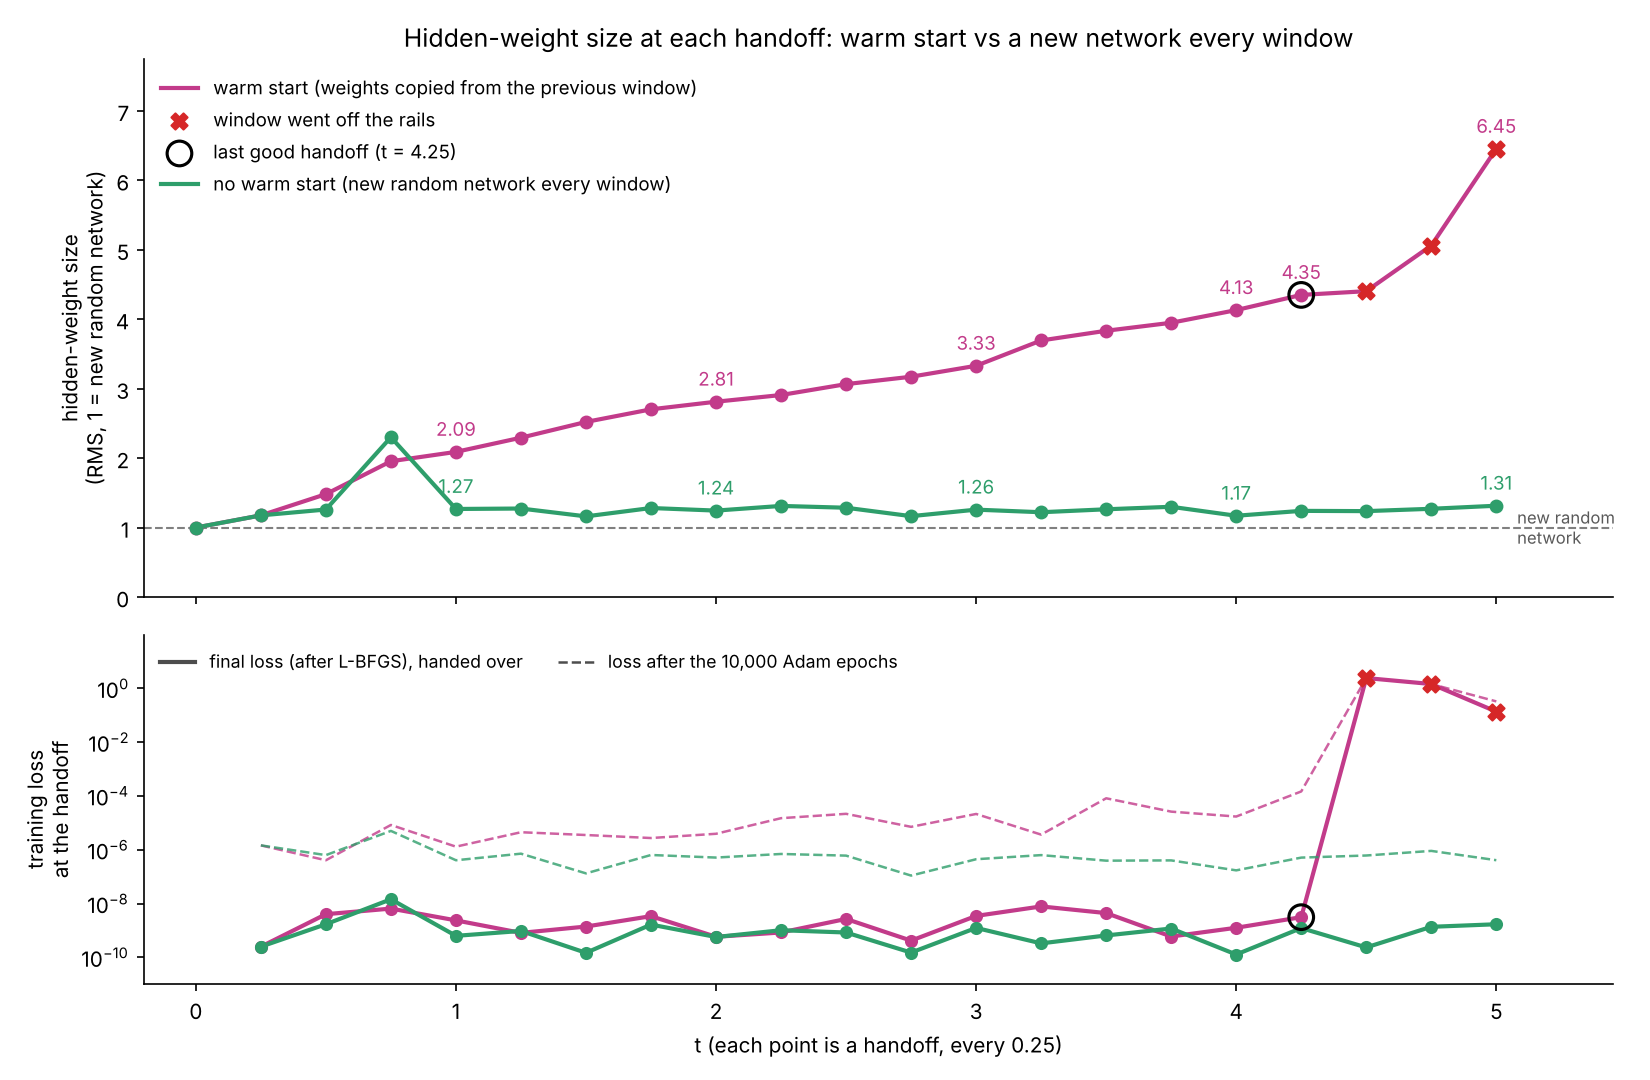 Hidden-weight size at each handoff: warm start vs a new network every window
warm start (weights copied from the previous window)
window went off the rails
last good handoff (t = 4.25)
no warm start (new random network every window)
hidden-weight size
(RMS, 1 = new random network)
7
6
5
4
3
2
1
0
2.09
2.81
3.33
4.13
4.35
6.45
1.27
1.24
1.26
1.17
1.31
new random
network
final loss (after L-BFGS), handed over
loss after the 10,000 Adam epochs
training loss
at the handoff
10⁰
10⁻²
10⁻⁴
10⁻⁶
10⁻⁸
10⁻¹⁰
0
1
2
3
4
5
t (each point is a handoff, every 0.25)